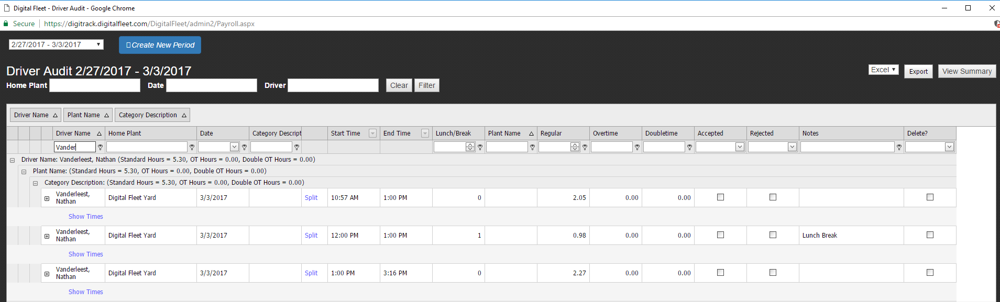 Digital Fleet - Driver Audit - Google Chrome
Secure https://digitrack.digitalfleet.com/DigitalFleet/admin2/Payroll.aspx
2/27/2017 - 3/3/2017 Create New Period
Driver Audit 2/27/2017 - 3/3/2017 Excel Export View Summary
Home Plant Date Driver Clear Filter
Driver Name Plant Name Category Description
Driver Name Home Plant Date Category Descript Start Time End Time Lunch/Break Plant Name Regular Overtime Doubletime Accepted Rejected Notes Delete?
Vander
Driver Name: Vanderleest, Nathan (Standard Hours = 5.30, OT Hours = 0.00, Double OT Hours = 0.00)
Plant Name: (Standard Hours = 5.30, OT Hours = 0.00, Double OT Hours = 0.00)
Category Description: (Standard Hours = 5.30, OT Hours = 0.00, Double OT Hours = 0.00)
Vanderleest,
Nathan Digital Fleet Yard 3/3/2017 Split 10:57 AM 1:00 PM 0 2.05 0.00 0.00
Show Times
Vanderleest,
Nathan Digital Fleet Yard 3/3/2017 Split 12:00 PM 1:00 PM 1 0.98 0.00 0.00 Lunch Break
Show Times
Vanderleest,
Nathan Digital Fleet Yard 3/3/2017 Split 1:00 PM 3:16 PM 0 2.27 0.00 0.00
Show Times